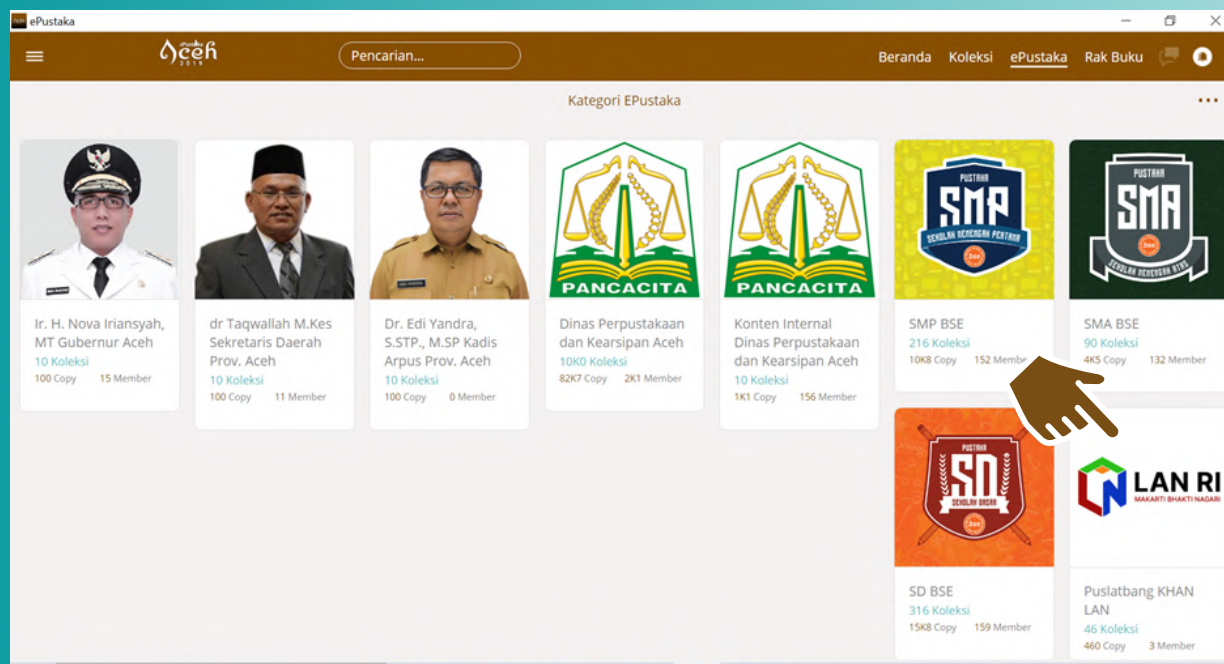 ePustaka
ePustaka
Aceh
2019
Pencarian...
Beranda Koleksi ePustaka Rak Buku
Kategori EPustaka
PANCACITA
PANCACITA
PUSTAKA
SMP
SEKOLAH MENENGAH PERTAMA
bse
PUSTAKA
SMA
SEKOLAH MENENGAH ATAS
bse
Ir. H. Nova Iriansyah,
MT Gubernur Aceh
10 Koleksi
100 Copy 15 Member
dr Taqwallah M.Kes
Sekretaris Daerah
Prov. Aceh
10 Koleksi
100 Copy 11 Member
Dr. Edi Yandra,
S.STP., M.SP Kadis
Arpus Prov. Aceh
10 Koleksi
100 Copy 0 Member
Dinas Perpustakaan
dan Kearsipan Aceh
10K0 Koleksi
82K7 Copy 2K1 Member
Konten Internal
Dinas Perpustakaan
dan Kearsipan Aceh
10 Koleksi
1K1 Copy 156 Member
SMP BSE
216 Koleksi
10K8 Copy 152 Member
SMA BSE
90 Koleksi
4K5 Copy 132 Member
PUSTAKA
SD
SEKOLAH DASAR
bse
LAN RI
MAKARTI BHAKTI NAGARI
SD BSE
316 Koleksi
15K8 Copy 159 Member
Puslatbang KHAN
LAN
46 Koleksi
460 Copy 3 Member